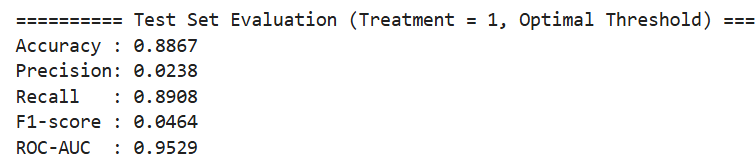 ========== Test Set Evaluation (Treatment = 1, Optimal Threshold) ===
Accuracy : 0.8867
Precision: 0.0238
Recall   : 0.8908
F1-score : 0.0464
ROC-AUC  : 0.9529